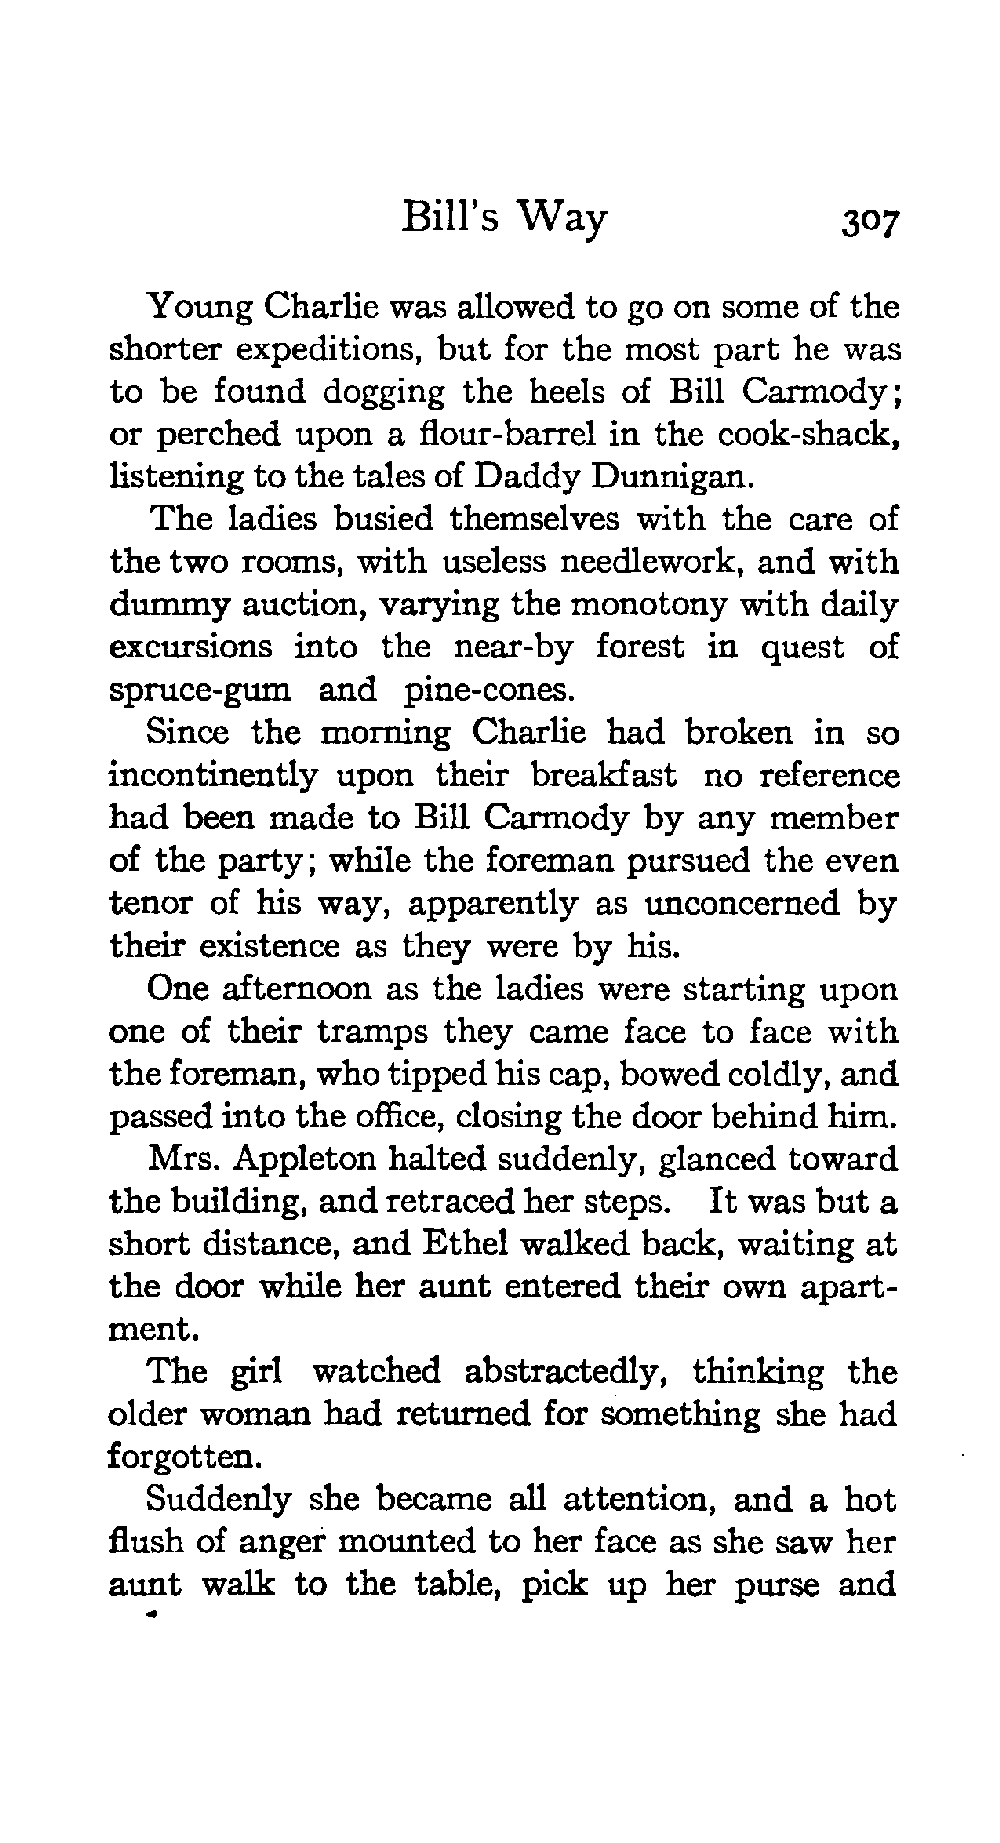 Bill's Way 307
Young Charlie was allowed to go on some of the
shorter expeditions, but for the most part he was
to be found dogging the heels of Bill Carmody;
or perched upon a flour-barrel in the cook-shack,
listening to the tales of Daddy Dunnigan.
The ladies busied themselves with the care of
the two rooms, with useless needlework, and with
dummy auction, varying the monotony with daily
excursions into the near-by forest in quest of
spruce-gum and pine-cones.
Since the morning Charlie had broken in so
incontinently upon their breakfast no reference
had been made to Bill Carmody by any member
of the party; while the foreman pursued the even
tenor of his way, apparently as unconcerned by
their existence as they were by his.
One afternoon as the ladies were starting upon
one of their tramps they came face to face with
the foreman, who tipped his cap, bowed coldly, and
passed into the office, closing the door behind him.
Mrs. Appleton halted suddenly, glanced toward
the building, and retraced her steps. It was but a
short distance, and Ethel walked back, waiting at
the door while her aunt entered their own apart-
ment.
The girl watched abstractedly, thinking the
older woman had returned for something she had
forgotten.
Suddenly she became all attention, and a hot
flush of anger mounted to her face as she saw her
aunt walk to the table, pick up her purse and